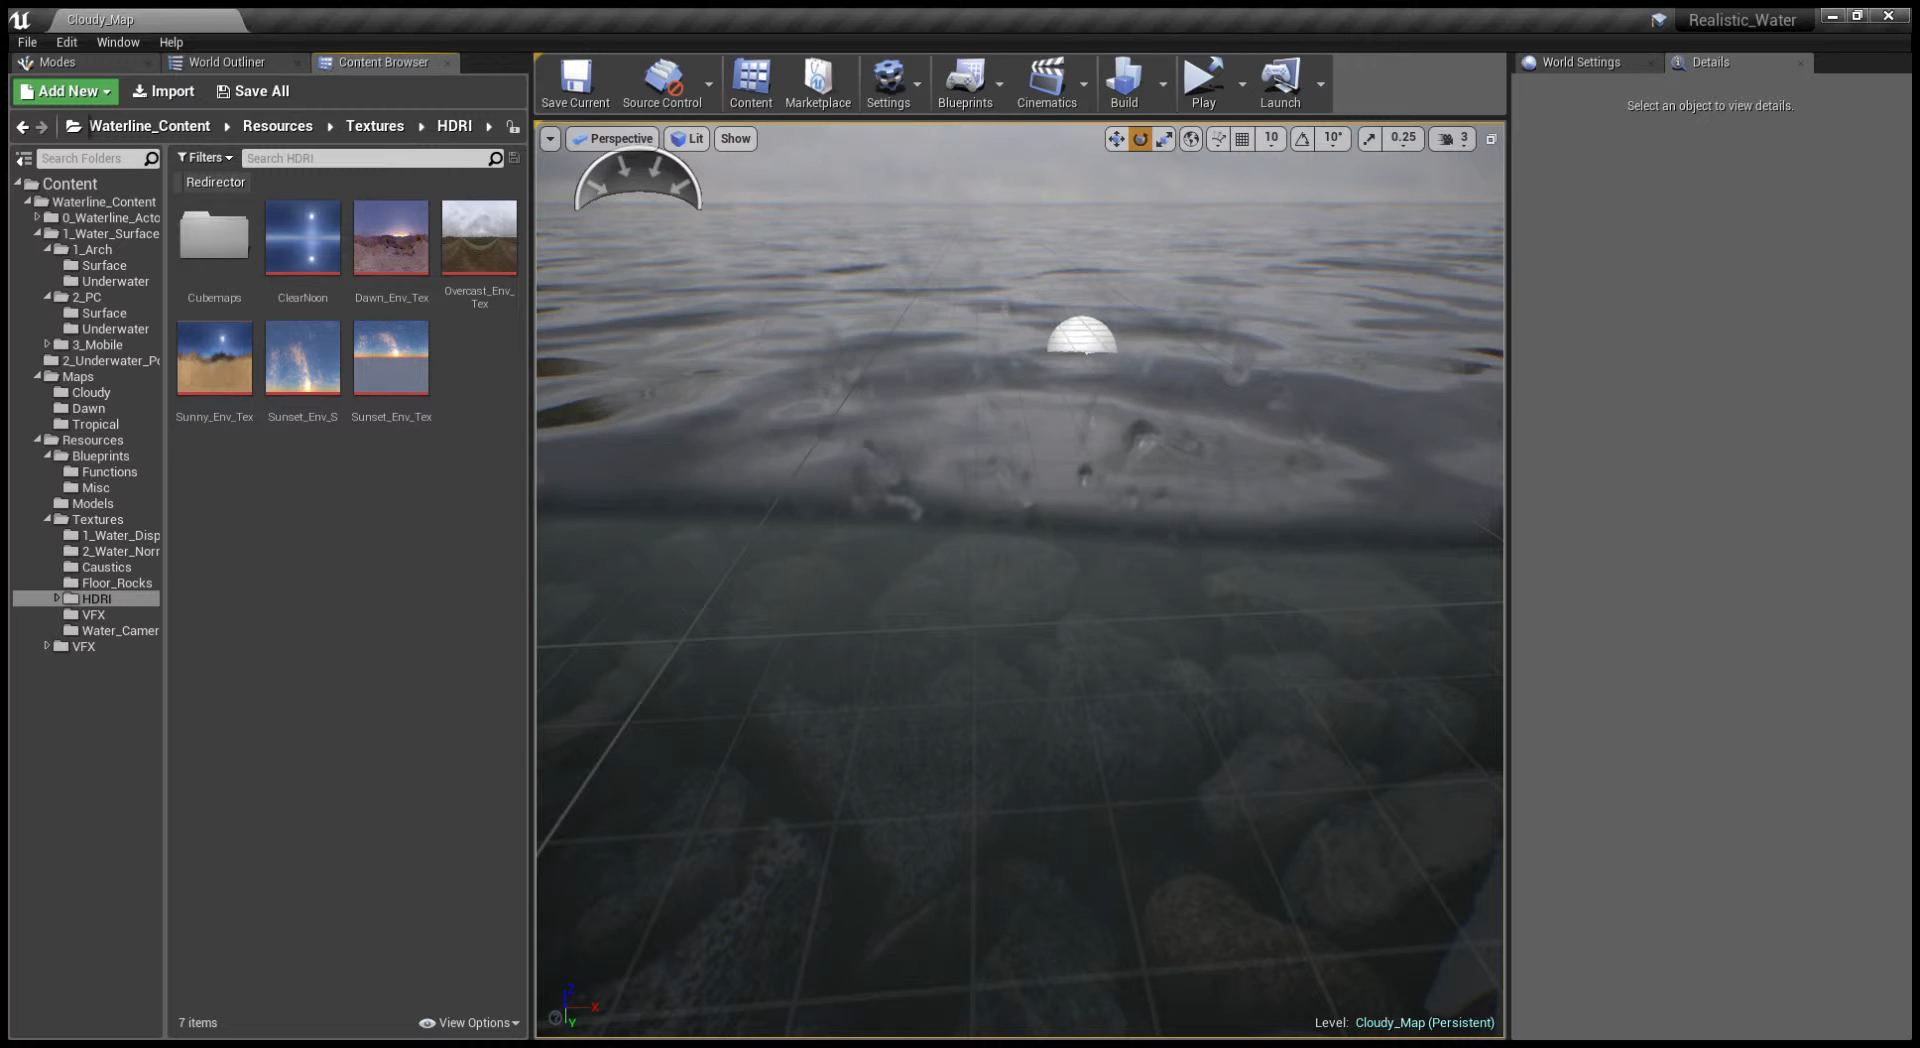 Cloudy_Map
Realistic_Water
File Edit Window Help
Modes World Outliner Content Browser
World Settings Details
Add New Import Save All
Save Current Source Control Content Marketplace Settings Blueprints Cinematics Build Play Launch
Select an object to view details.
Waterline_Content Resources Textures HDRI
Perspective Lit Show 10 10° 0.25 3
Search Folders Filters Search HDRI
Redirector
Content
Waterline_Content
0_Waterline_Acto
1_Water_Surface
1_Arch
Surface
Underwater
2_PC
Surface
Underwater
3_Mobile
2_Underwater_Po
Maps
Cloudy
Dawn
Tropical
Resources
Blueprints
Functions
Misc
Models
Textures
1_Water_Disp
2_Water_Norr
Caustics
Floor_Rocks
HDRI
VFX
Water_Camer
VFX
Cubemaps ClearNoon Dawn_Env_Tex Overcast_Env_
Tex
Sunny_Env_Tex Sunset_Env_S Sunset_Env_Tex
7 items View Options
Z
X
Y
Level: Cloudy_Map (Persistent)